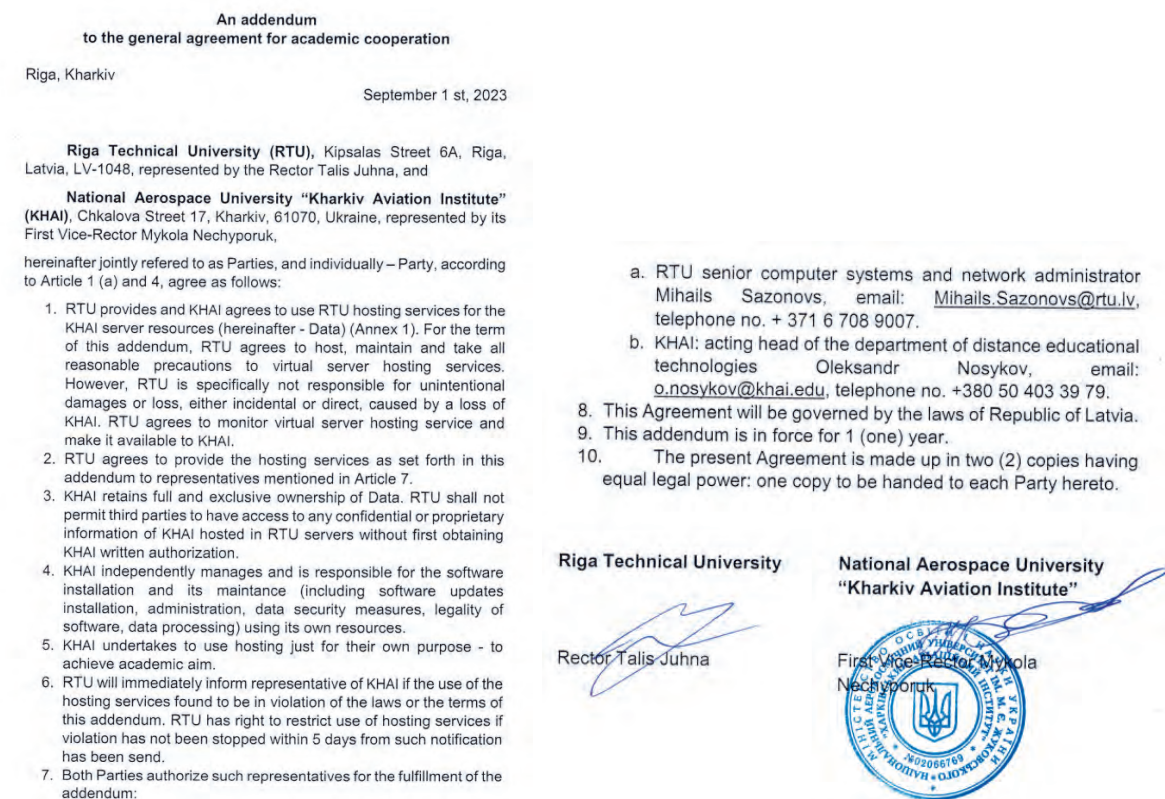 An addendum
to the general agreement for academic cooperation
Riga, Kharkiv
September 1 st, 2023
Riga Technical University (RTU), Kipsalas Street 6A, Riga,
Latvia, LV-1048, represented by the Rector Talis Juhna, and
National Aerospace University “Kharkiv Aviation Institute”
(KHAI), Chkalova Street 17, Kharkiv, 61070, Ukraine, represented by its
First Vice-Rector Mykola Nechyporuk,
hereinafter jointly refered to as Parties, and individually – Party, according
to Article 1 (a) and 4, agree as follows:
1. RTU provides and KHAI agrees to use RTU hosting services for the
KHAI server resources (hereinafter - Data) (Annex 1). For the term
of this addendum, RTU agrees to host, maintain and take all
reasonable precautions to virtual server hosting services.
However, RTU is specifically not responsible for unintentional
damages or loss, either incidental or direct, caused by a loss of
KHAI. RTU agrees to monitor virtual server hosting service and
make it available to KHAI.
2. RTU agrees to provide the hosting services as set forth in this
addendum to representatives mentioned in Article 7.
3. KHAI retains full and exclusive ownership of Data. RTU shall not
permit third parties to have access to any confidential or proprietary
information of KHAI hosted in RTU servers without first obtaining
KHAI written authorization.
4. KHAI independently manages and is responsible for the software
installation and its maintance (including software updates
installation, administration, data security measures, legality of
software, data processing) using its own resources.
5. KHAI undertakes to use hosting just for their own purpose - to
achieve academic aim.
6. RTU will immediately inform representative of KHAI if the use of the
hosting services found to be in violation of the laws or the terms of
this addendum. RTU has right to restrict use of hosting services if
violation has not been stopped within 5 days from such notification
has been send.
7. Both Parties authorize such representatives for the fulfillment of the
addendum:
a. RTU senior computer systems and network administrator
Mihails Sazonovs, email: Mihails.Sazonovs@rtu.lv,
telephone no. + 371 6 708 9007.
b. KHAI: acting head of the department of distance educational
technologies Oleksandr Nosykov, email:
o.nosykov@khai.edu, telephone no. +380 50 403 39 79.
8. This Agreement will be governed by the laws of Republic of Latvia.
9. This addendum is in force for 1 (one) year.
10. The present Agreement is made up in two (2) copies having
equal legal power: one copy to be handed to each Party hereto.
Riga Technical University
Rector Talis Juhna
National Aerospace University
“Kharkiv Aviation Institute”
First Vice-Rector Mykola
Nechyporuk
МІНІСТЕРСТВО ОСВІТИ І НАУКИ УКРАЇНИ
№02066769